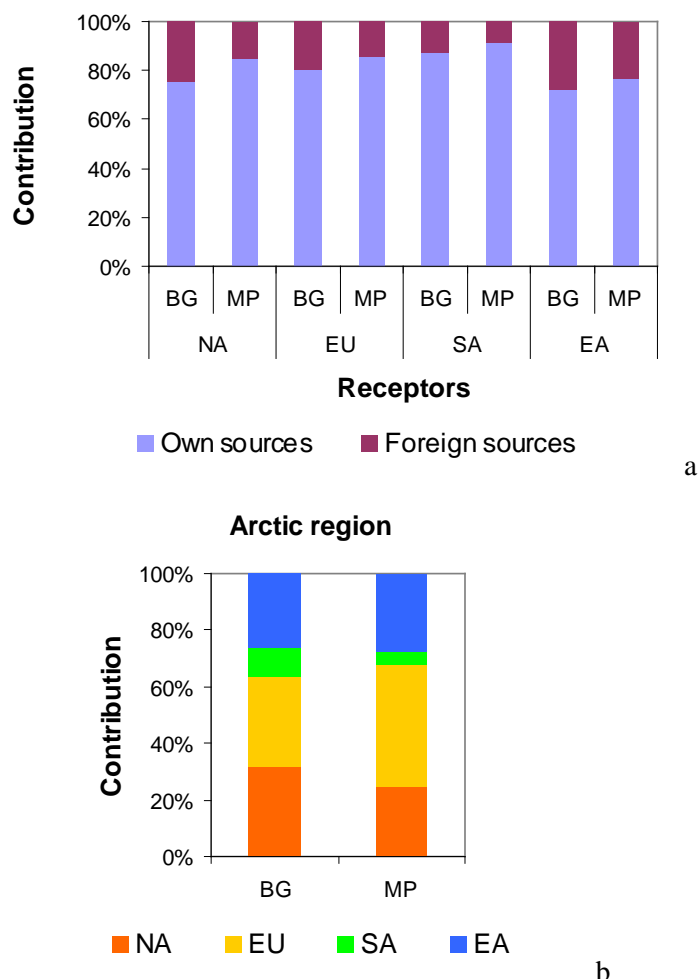 100%
80%
60%
40%
20%
0%
Contribution
BG MP BG MP BG MP BG MP
NA EU SA EA
Receptors
Own sources Foreign sources
a
Arctic region
100%
80%
60%
40%
20%
0%
Contribution
BG MP
NA EU SA EA
b